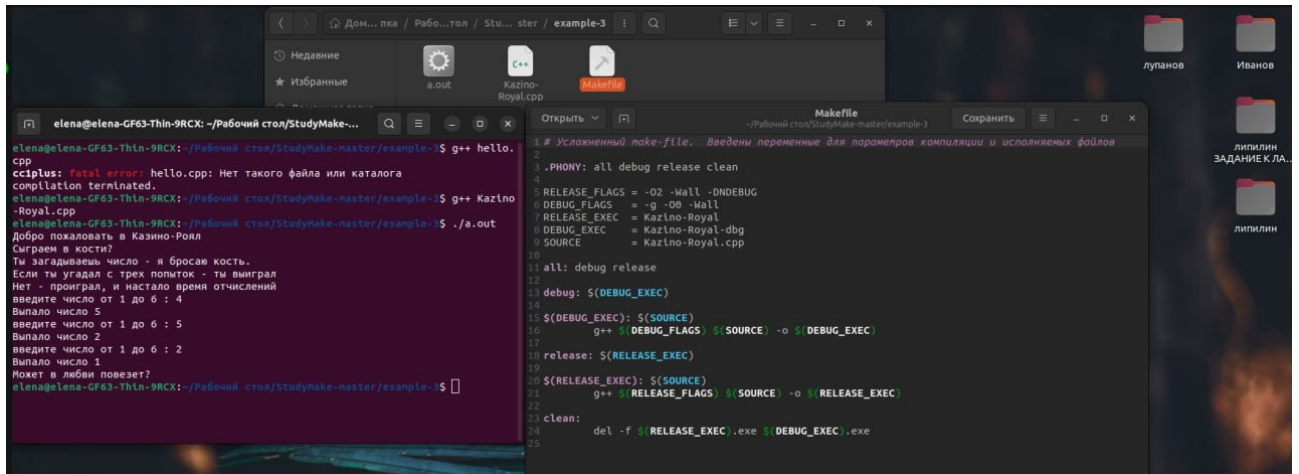 Дом... пка / Рабо...тол / Stu... ster / example-3
Недавние
Избранные
a.out
C++
Kazino-
Royal.cpp
Makefile
лупанов
Иванов
липилин
ЗАДАНИЕ К ЛА...
липилин
elena@elena-GF63-Thin-9RCX: ~/Рабочий стол/StudyMake-...
elena@elena-GF63-Thin-9RCX:~/Рабочий стол/StudyMake-master/example-3$ g++ hello.
cpp
cc1plus: fatal error: hello.cpp: Нет такого файла или каталога
compilation terminated.
elena@elena-GF63-Thin-9RCX:~/Рабочий стол/StudyMake-master/example-3$ g++ Kazino
-Royal.cpp
elena@elena-GF63-Thin-9RCX:~/Рабочий стол/StudyMake-master/example-3$ ./a.out
Добро пожаловать в Казино-Роял
Сыграем в кости?
Ты загадываешь число - я бросаю кость.
Если ты угадал с трех попыток - ты выиграл
Нет - проиграл, и настало время отчислений
введите число от 1 до 6 : 4
Выпало число 5
введите число от 1 до 6 : 5
Выпало число 2
введите число от 1 до 6 : 2
Выпало число 1
Может в любви повезет?
elena@elena-GF63-Thin-9RCX:~/Рабочий стол/StudyMake-master/example-3$
Открыть
Makefile
~/Рабочий стол/StudyMake-master/example-3
Сохранить
1 # Усложненный make-file. Введены переменные для параметров компиляции и исполняемых файлов
2
3 .PHONY: all debug release clean
4
5 RELEASE_FLAGS = -O2 -Wall -DNDEBUG
6 DEBUG_FLAGS = -g -O0 -Wall
7 RELEASE_EXEC = Kazino-Royal
8 DEBUG_EXEC = Kazino-Royal-dbg
9 SOURCE = Kazino-Royal.cpp
10
11 all: debug release
12
13 debug: $(DEBUG_EXEC)
14
15 $(DEBUG_EXEC): $(SOURCE)
16 g++ $(DEBUG_FLAGS) $(SOURCE) -o $(DEBUG_EXEC)
17
18 release: $(RELEASE_EXEC)
19
20 $(RELEASE_EXEC): $(SOURCE)
21 g++ $(RELEASE_FLAGS) $(SOURCE) -o $(RELEASE_EXEC)
22
23 clean:
24 del -f $(RELEASE_EXEC).exe $(DEBUG_EXEC).exe
25